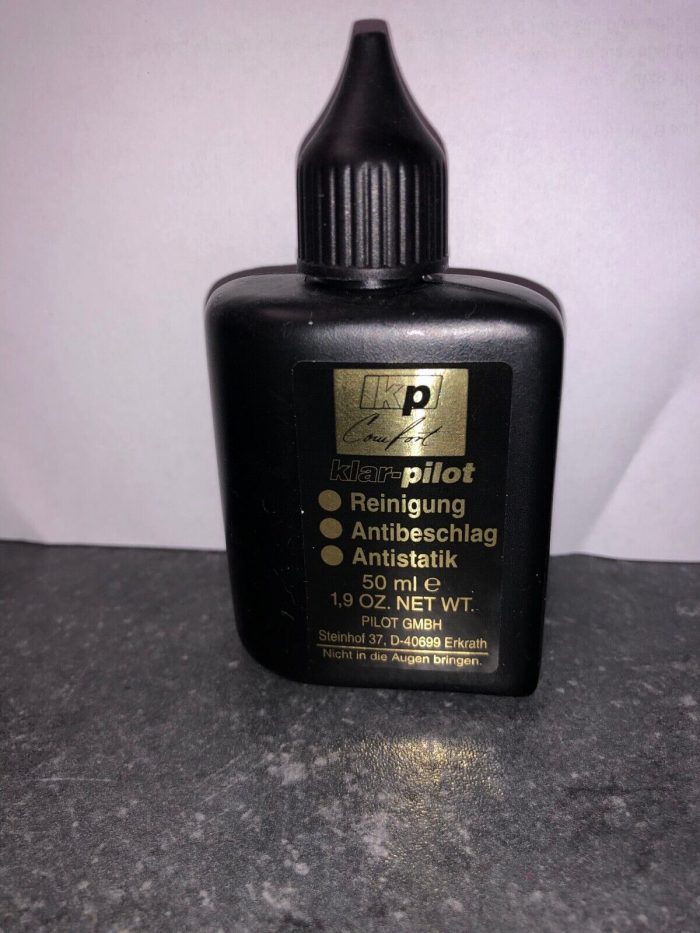 kp
Comfort
klar-pilot
Reinigung
Antibeschlag
Antistatik
50 ml ℮
1,9 OZ. NET WT.
PILOT GMBH
Steinhof 37, D-40699 Erkrath
Nicht in die Augen bringen.